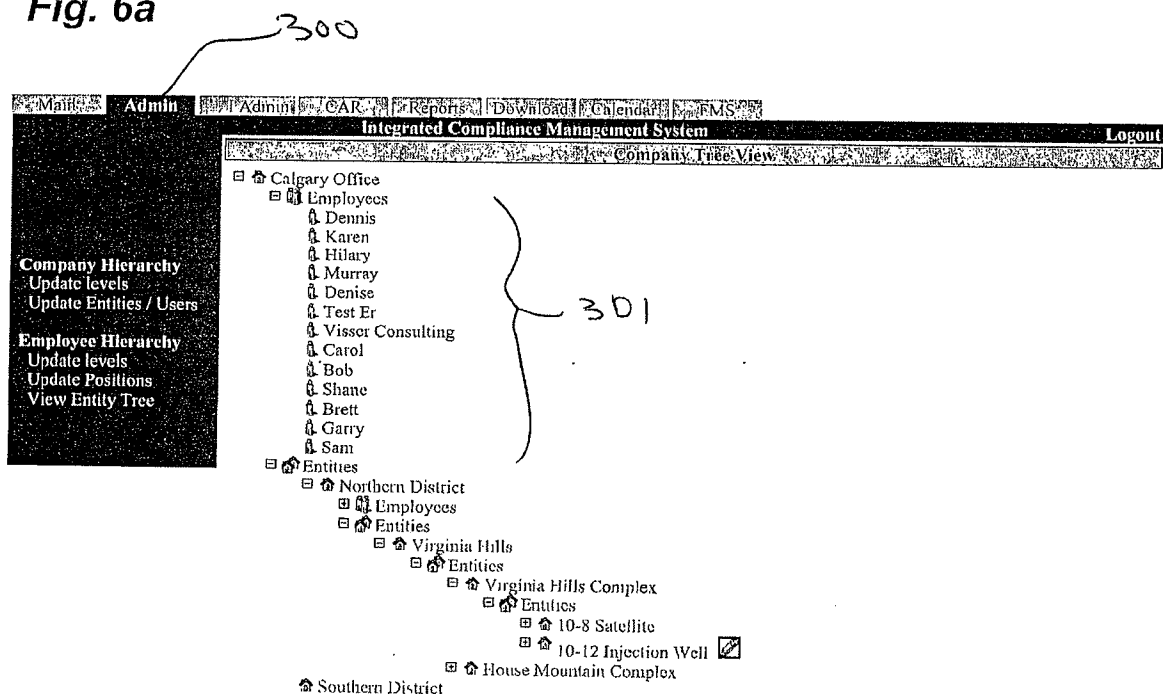 Fig. 6a
300
Main Admin Admin CAR Reports Download Calendar FMS
Integrated Compliance Management System Logout
Company Tree View
Calgary Office
Employees
Dennis
Karen
Hilary
Company Hierarchy Murray
Update levels Denise
Update Entities / Users Test Er
Visser Consulting
Employee Hierarchy Carol
Update levels Bob
Update Positions Shane
View Entity Tree Brett
Garry
Sam
301
Entities
Northern District
Employees
Entities
Virginia Hills
Entities
Virginia Hills Complex
Entities
10-8 Satellite
10-12 Injection Well
House Mountain Complex
Southern District